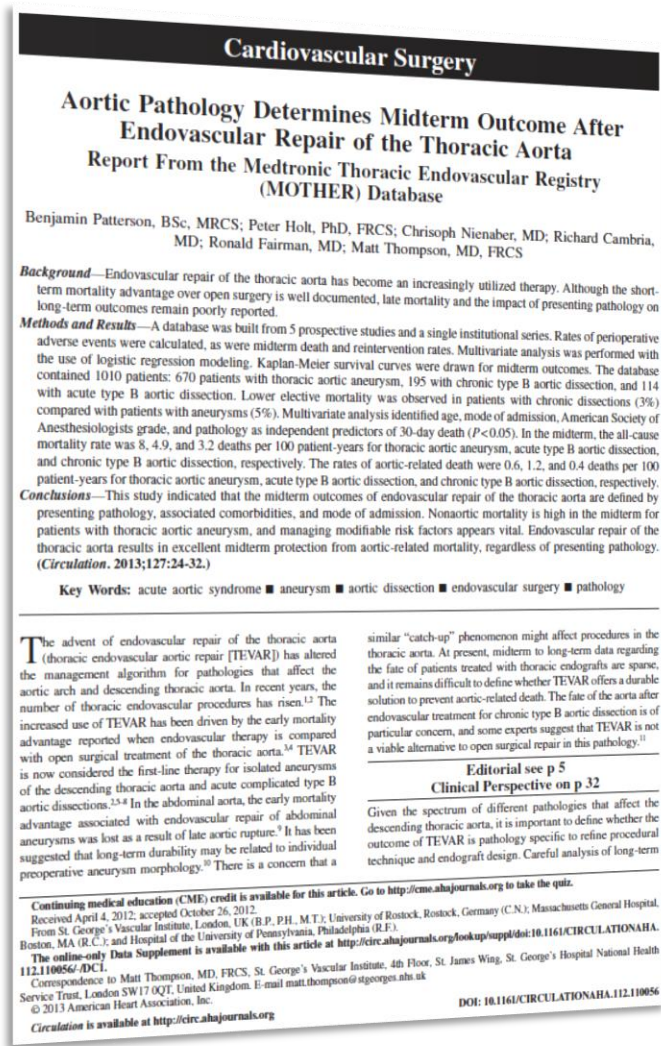 Cardiovascular Surgery
Aortic Pathology Determines Midterm Outcome After
Endovascular Repair of the Thoracic Aorta
Report From the Medtronic Thoracic Endovascular Registry
(MOTHER) Database
Benjamin Patterson, BSc, MRCS; Peter Holt, PhD, FRCS; Chrisoph Nienaber, MD; Richard Cambria,
MD; Ronald Fairman, MD; Matt Thompson, MD, FRCS
Background—Endovascular repair of the thoracic aorta has become an increasingly utilized therapy. Although the short-
term mortality advantage over open surgery is well documented, late mortality and the impact of presenting pathology on
long-term outcomes remain poorly reported.
Methods and Results—A database was built from 5 prospective studies and a single institutional series. Rates of perioperative
adverse events were calculated, as were midterm death and reintervention rates. Multivariate analysis was performed with
the use of logistic regression modeling. Kaplan-Meier survival curves were drawn for midterm outcomes. The database
contained 1010 patients: 670 patients with thoracic aortic aneurysm, 195 with chronic type B aortic dissection, and 114
with acute type B aortic dissection. Lower elective mortality was observed in patients with chronic dissections (3%)
compared with patients with aneurysms (5%). Multivariate analysis identified age, mode of admission, American Society of
Anesthesiologists grade, and pathology as independent predictors of 30-day death (P<0.05). In the midterm, the all-cause
mortality rate was 8, 4.9, and 3.2 deaths per 100 patient-years for thoracic aortic aneurysm, acute type B aortic dissection,
and chronic type B aortic dissection, respectively. The rates of aortic-related death were 0.6, 1.2, and 0.4 deaths per 100
patient-years for thoracic aortic aneurysm, acute type B aortic dissection, and chronic type B aortic dissection, respectively.
Conclusions—This study indicated that the midterm outcomes of endovascular repair of the thoracic aorta are defined by
presenting pathology, associated comorbidities, and mode of admission. Nonaortic mortality is high in the midterm for
patients with thoracic aortic aneurysm, and managing modifiable risk factors appears vital. Endovascular repair of the
thoracic aorta results in excellent midterm protection from aortic-related mortality, regardless of presenting pathology.
(Circulation. 2013;127:24-32.)
Key Words: acute aortic syndrome ■ aneurysm ■ aortic dissection ■ endovascular surgery ■ pathology
The advent of endovascular repair of the thoracic aorta
(thoracic endovascular aortic repair [TEVAR]) has altered
the management algorithm for pathologies that affect the
aortic arch and descending thoracic aorta. In recent years, the
number of thoracic endovascular procedures has risen.1,2 The
increased use of TEVAR has been driven by the early mortality
advantage reported when endovascular therapy is compared
with open surgical treatment of the thoracic aorta.3,4 TEVAR
is now considered the first-line therapy for isolated aneurysms
of the descending thoracic aorta and acute complicated type B
aortic dissections.2,5-8 In the abdominal aorta, the early mortality
advantage associated with endovascular repair of abdominal
aneurysms was lost as a result of late aortic rupture.9 It has been
suggested that long-term durability may be related to individual
preoperative aneurysm morphology.10 There is a concern that a
similar “catch-up” phenomenon might affect procedures in the
thoracic aorta. At present, midterm to long-term data regarding
the fate of patients treated with thoracic endografts are sparse,
and it remains difficult to define whether TEVAR offers a durable
solution to prevent aortic-related death. The fate of the aorta after
endovascular treatment for chronic type B aortic dissection is of
particular concern, and some experts suggest that TEVAR is not
a viable alternative to open surgical repair in this pathology.11
Editorial see p 5
Clinical Perspective on p 32
Given the spectrum of different pathologies that affect the
descending thoracic aorta, it is important to define whether the
outcome of TEVAR is pathology specific to refine procedural
technique and endograft design. Careful analysis of long-term
Continuing medical education (CME) credit is available for this article. Go to http://cme.ahajournals.org to take the quiz.
Received April 4, 2012; accepted October 26, 2012.
From St. George's Vascular Institute, London, UK (B.P., P.H., M.T.); University of Rostock, Rostock, Germany (C.N.); Massachusetts General Hospital,
Boston, MA (R.C.); and Hospital of the University of Pennsylvania, Philadelphia (R.F.).
The online-only Data Supplement is available with this article at http://circ.ahajournals.org/lookup/suppl/doi:10.1161/CIRCULATIONAHA.
112.110056/-/DC1.
Correspondence to Matt Thompson, MD, FRCS, St. George's Vascular Institute, 4th Floor, St. James Wing, St. George's Hospital National Health
Service Trust, London SW17 0QT, United Kingdom. E-mail matt.thompson@stgeorges.nhs.uk
© 2013 American Heart Association, Inc.
Circulation is available at http://circ.ahajournals.org
DOI: 10.1161/CIRCULATIONAHA.112.110056